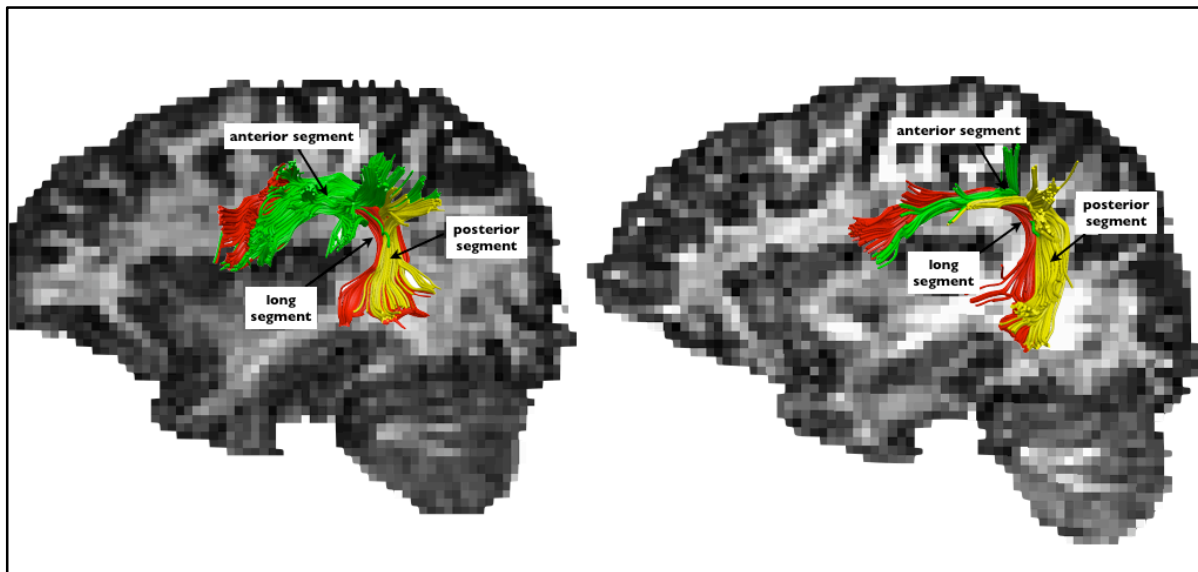 anterior segment
posterior
segment
long
segment
anterior segment
posterior
segment
long
segment